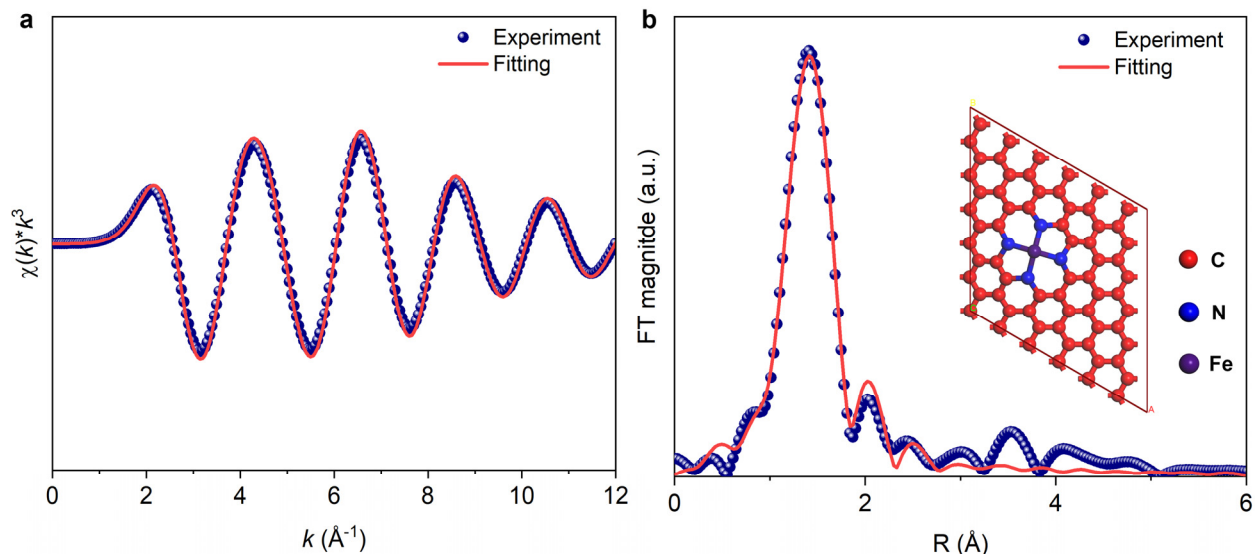 a
Experiment
Fitting
χ(k)*k³
0 2 4 6 8 10 12
k (Å⁻¹)
b
Experiment
Fitting
FT magnitde (a.u.)
C
N
Fe
A
0 2 4 6
R (Å)